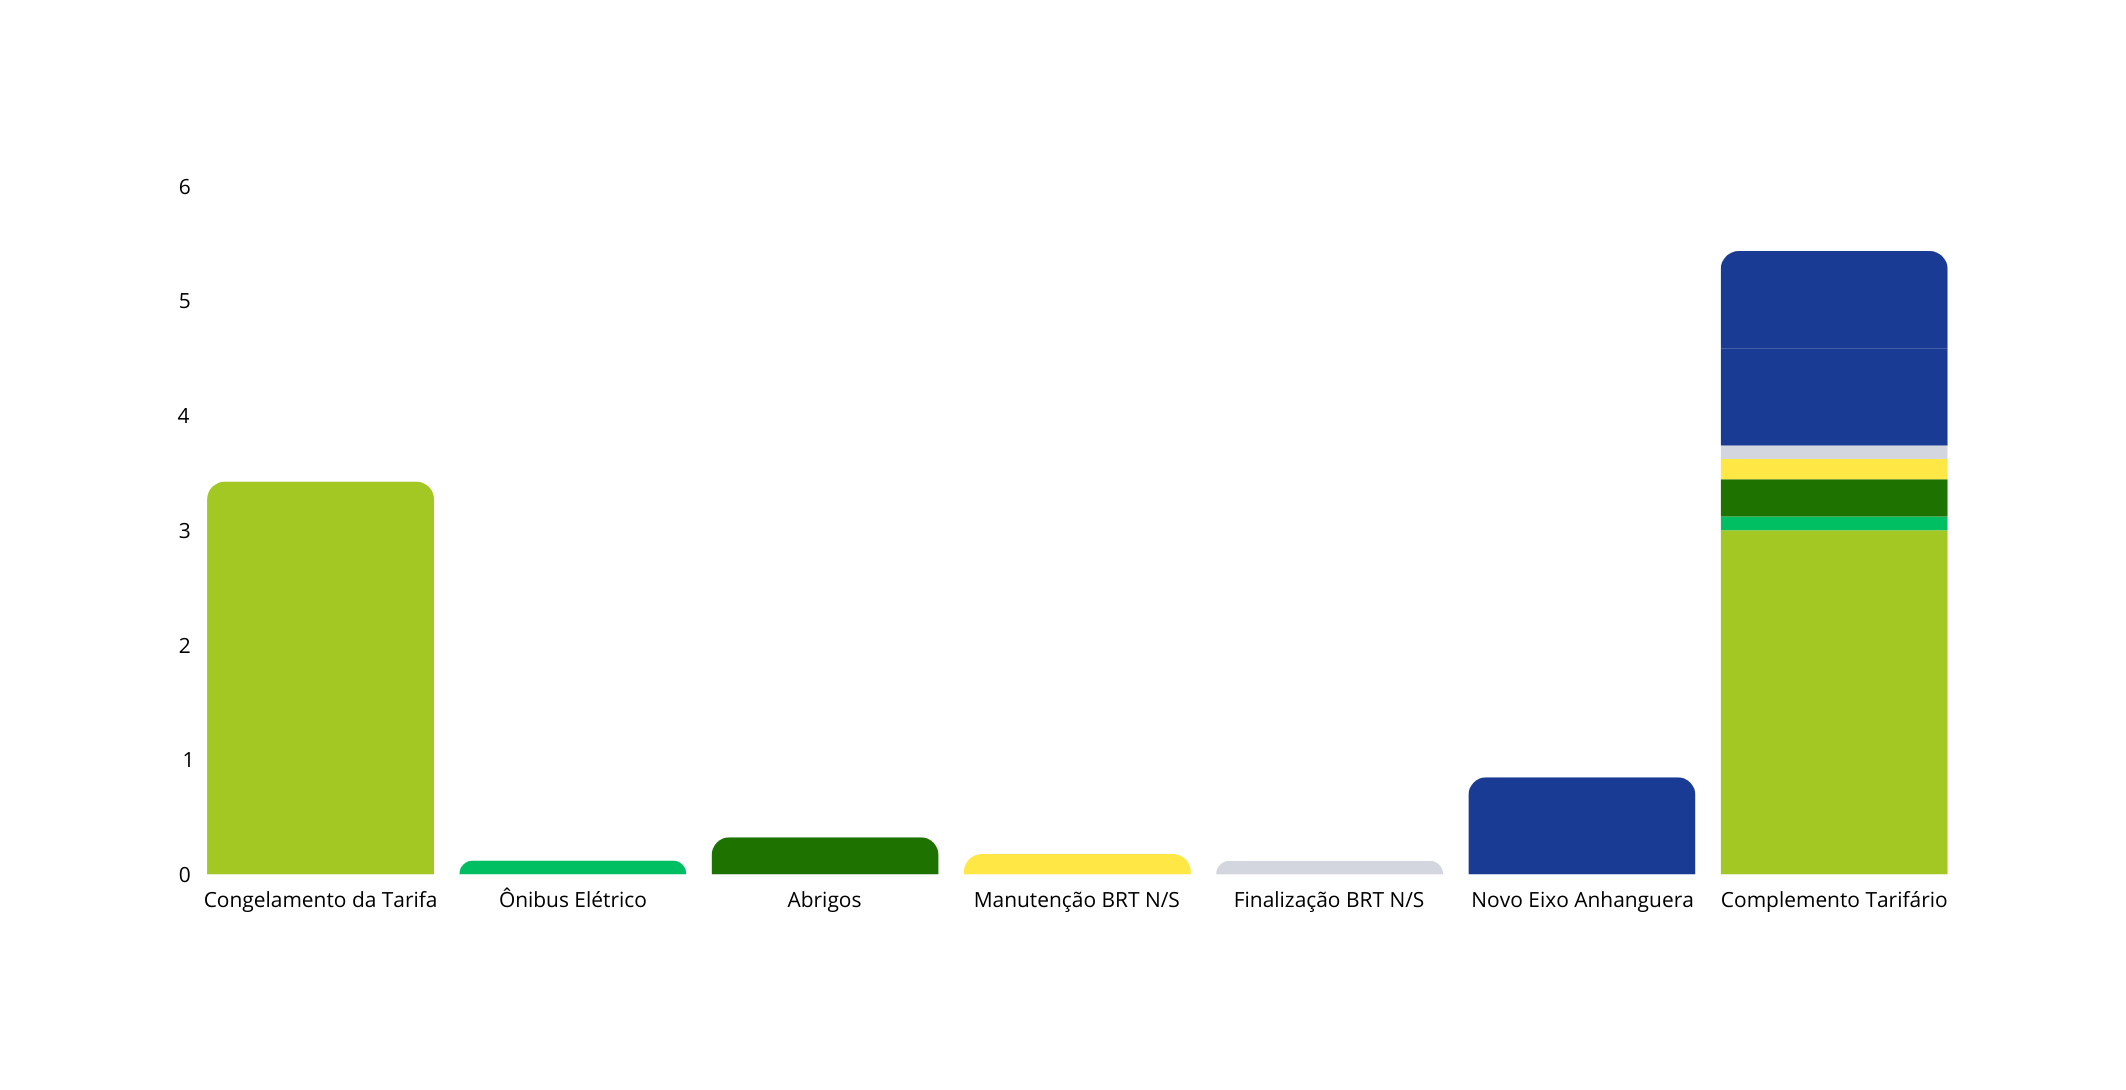 6
5
4
3
2
1
0
Congelamento da Tarifa
Ônibus Elétrico
Abrigos
Manutenção BRT N/S
Finalização BRT N/S
Novo Eixo Anhanguera
Complemento Tarifário